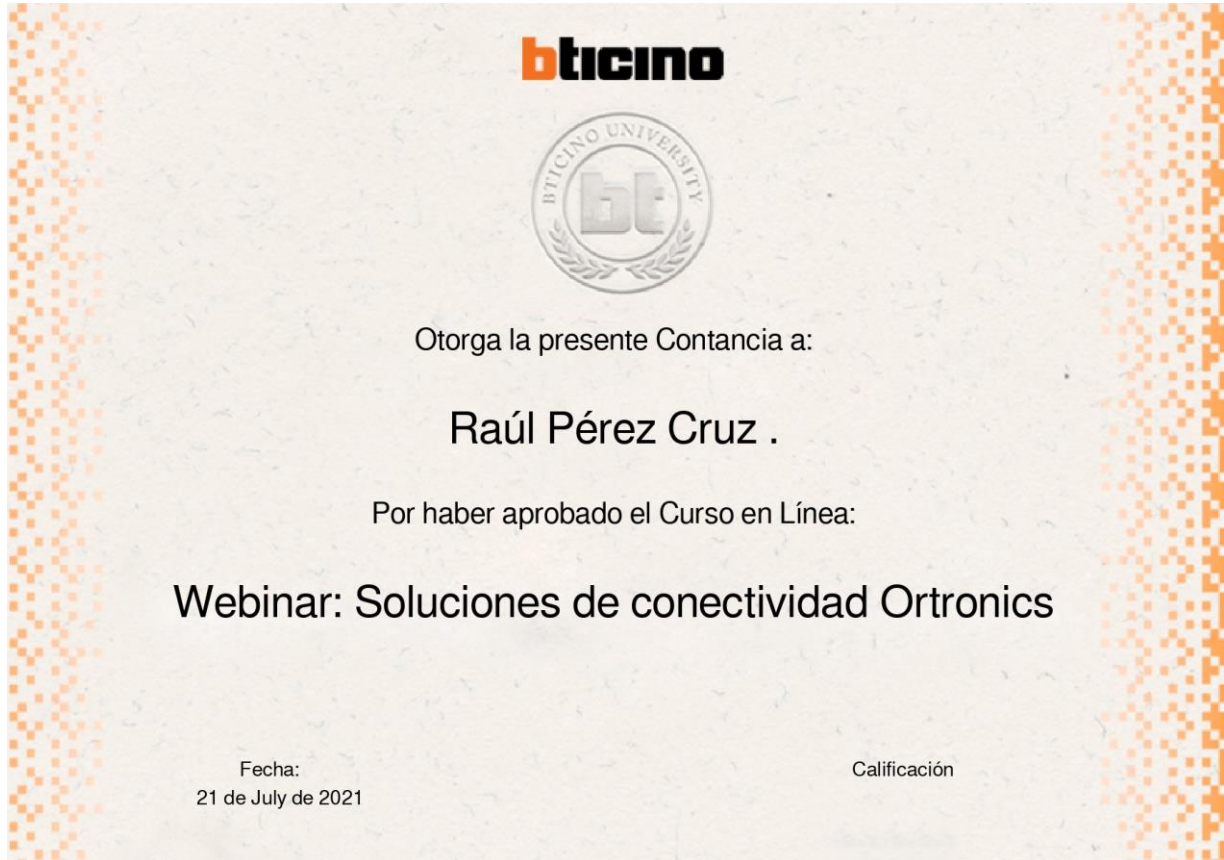 bticino
BTICINO UNIVERSITY
bt
Otorga la presente Contancia a:
Raúl Pérez Cruz .
Por haber aprobado el Curso en Línea:
Webinar: Soluciones de conectividad Ortronics
Fecha:
21 de July de 2021
Calificación